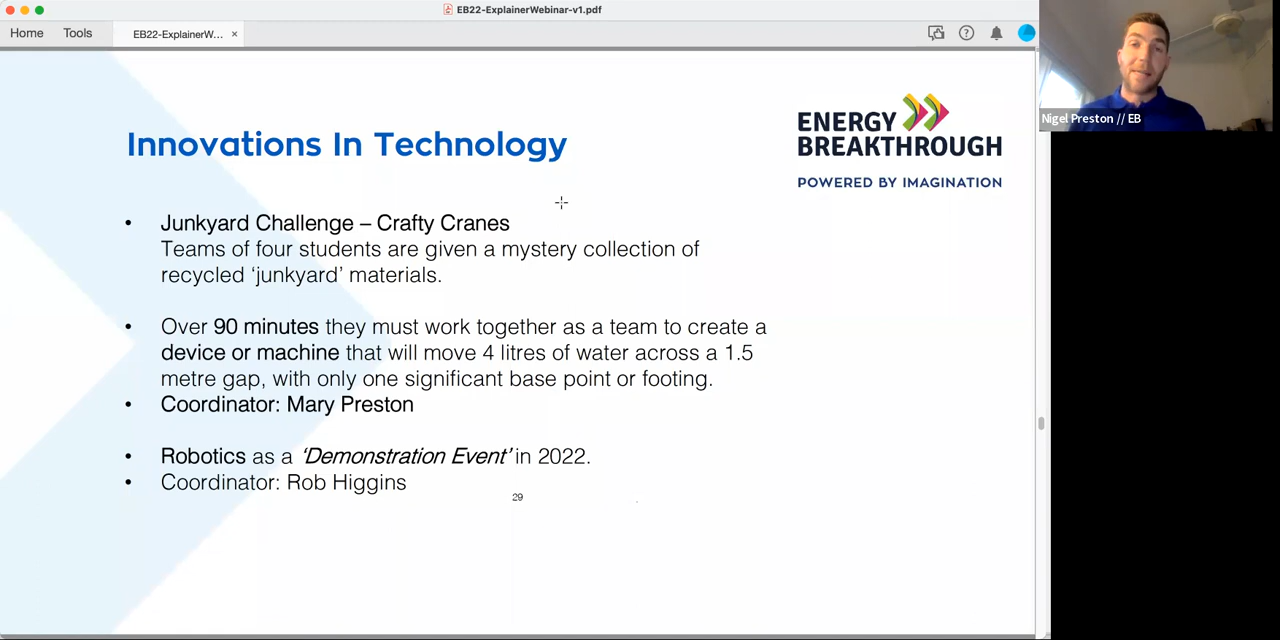 EB22-ExplainerWebinar-v1.pdf
Home
Tools
EB22-ExplainerW...
Nigel Preston // EB
ENERGY
BREAKTHROUGH
POWERED BY IMAGINATION
Innovations In Technology
• Junkyard Challenge – Crafty Cranes
Teams of four students are given a mystery collection of
recycled ‘junkyard’ materials.
• Over 90 minutes they must work together as a team to create a
device or machine that will move 4 litres of water across a 1.5
metre gap, with only one significant base point or footing.
• Coordinator: Mary Preston
• Robotics as a ‘Demonstration Event’ in 2022.
• Coordinator: Rob Higgins
29